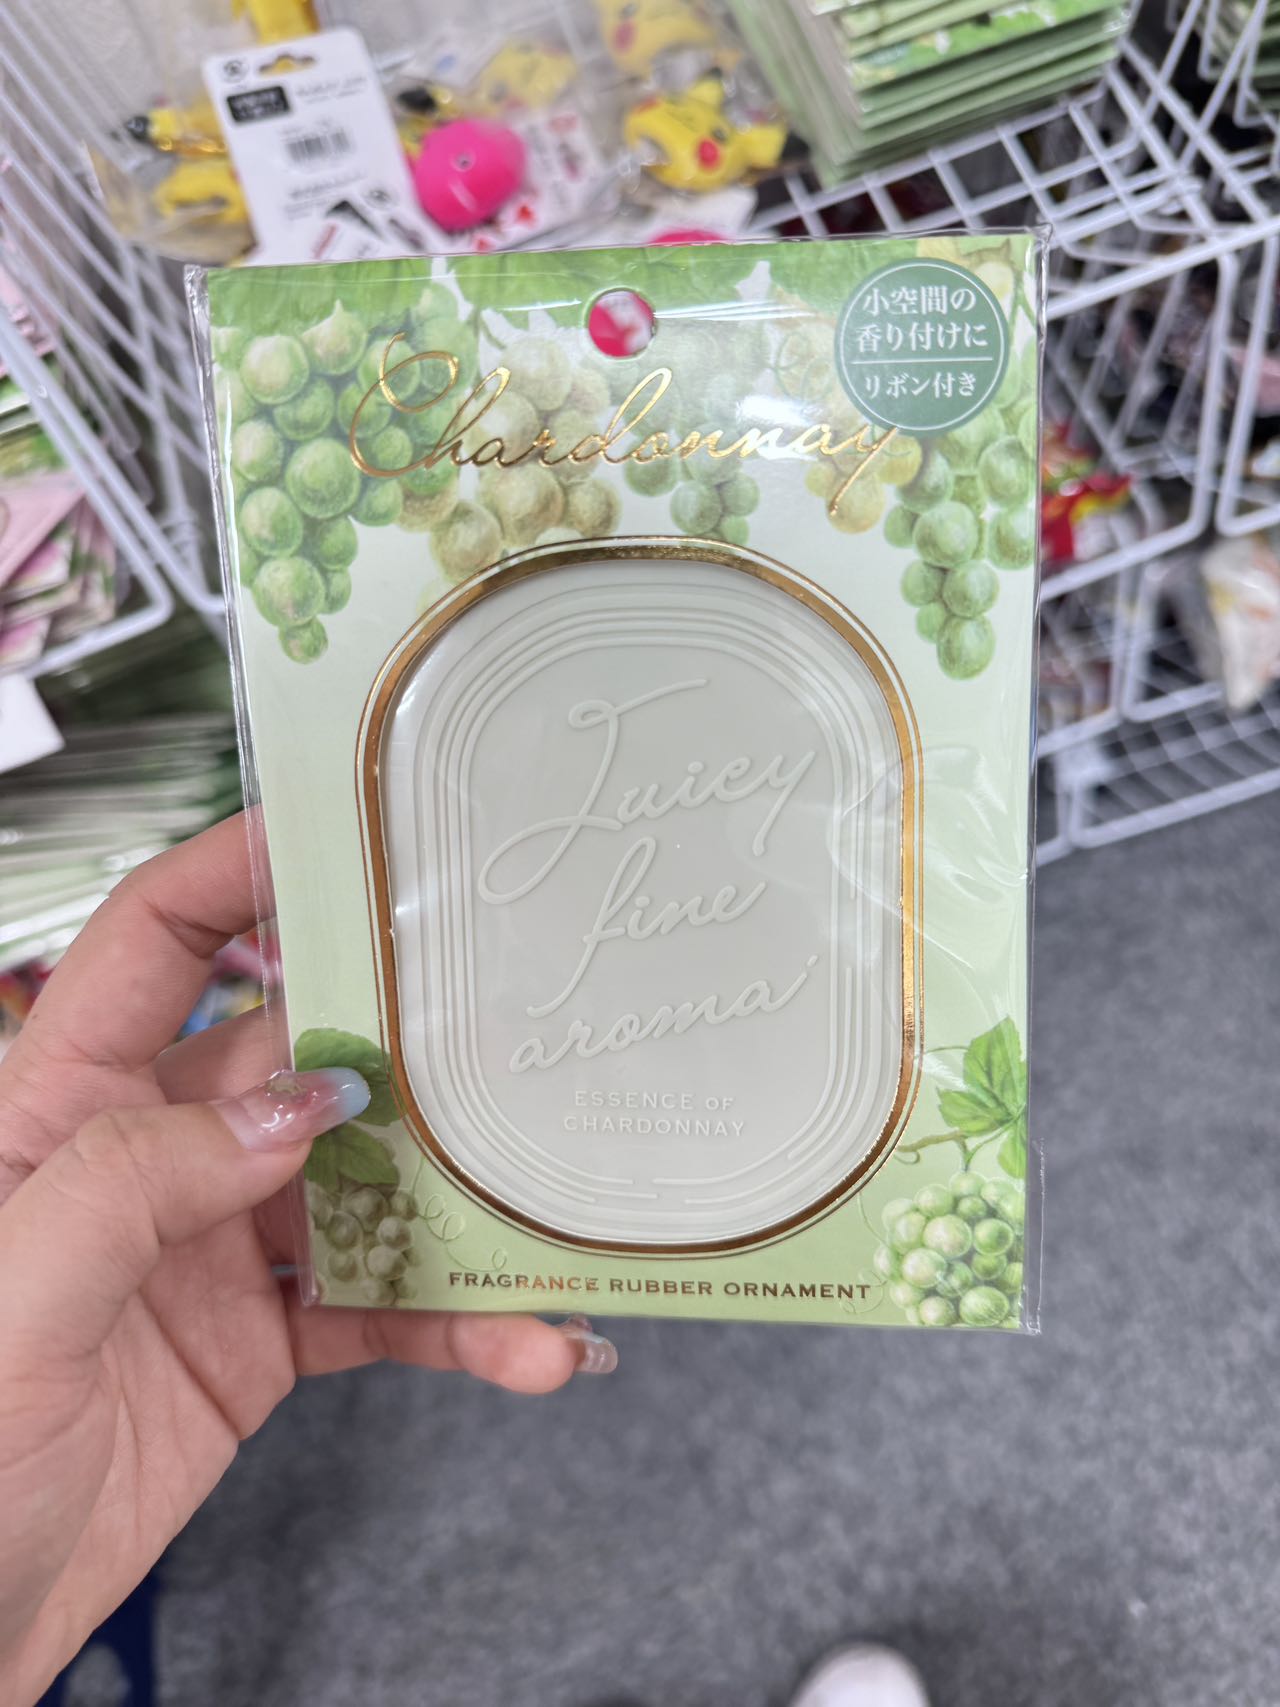 小空間の
香り付けに
リボン付き
Chardonnay
Juicy
fine
aroma
ESSENCE OF
CHARDONNAY
FRAGRANCE RUBBER ORNAMENT